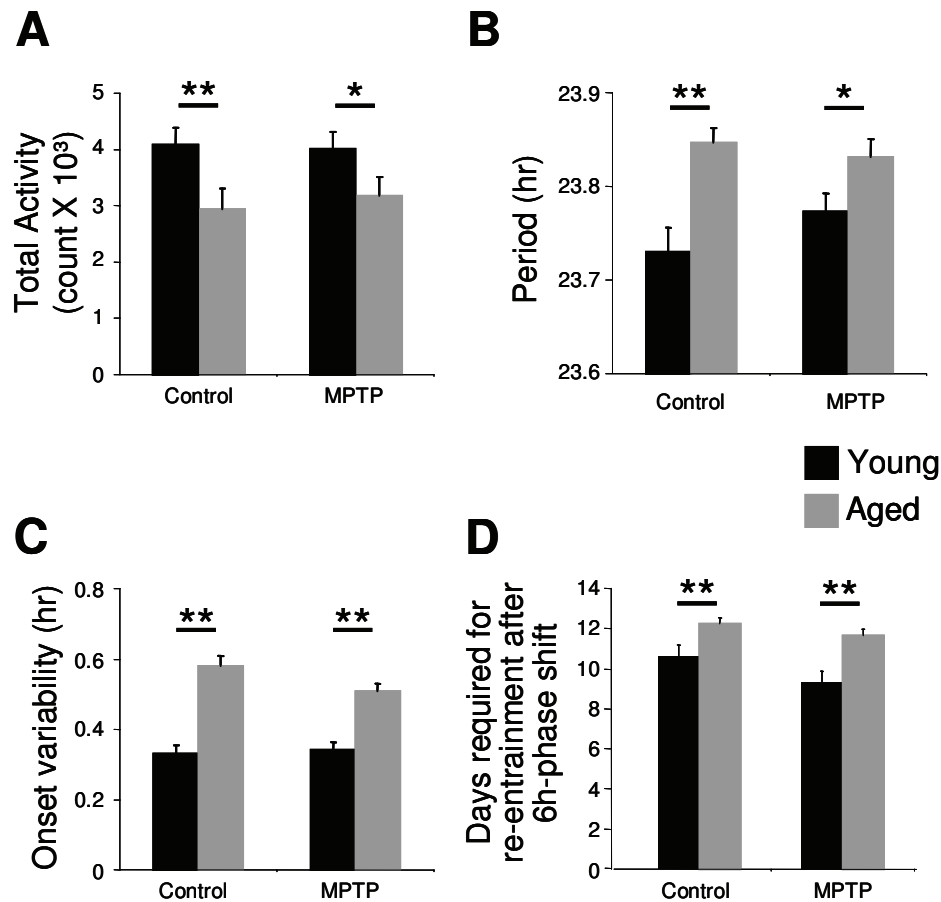 A
Total Activity
(count X 10³)
5
4
3
2
1
0
**
*
Control
MPTP
B
Period (hr)
23.9
23.8
23.7
23.6
**
*
Control
MPTP
Young
Aged
C
Onset variability (hr)
0.8
0.6
0.4
0.2
0
**
**
Control
MPTP
D
Days required for
re-entrainment after
6h-phase shift
14
12
10
8
6
4
2
0
**
**
Control
MPTP